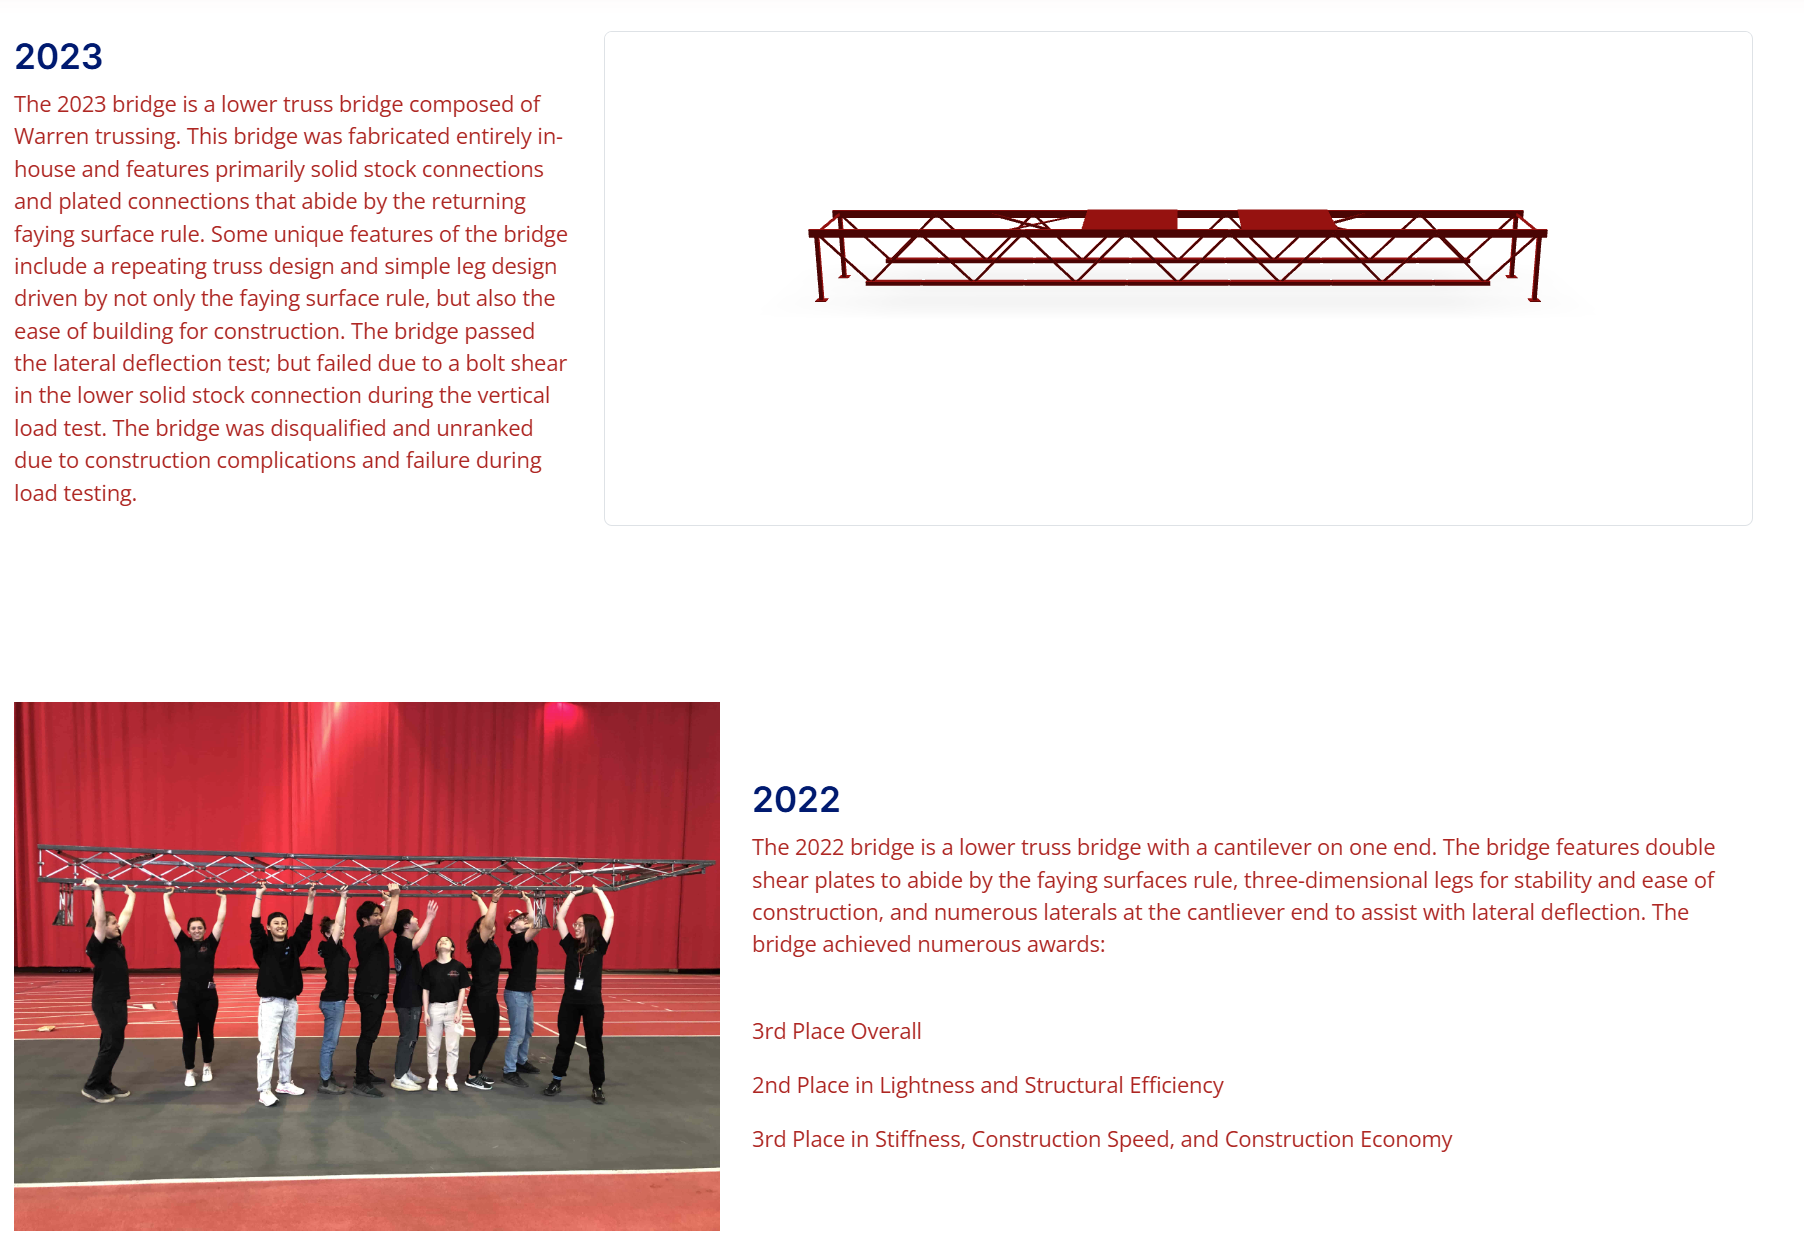 2023
The 2023 bridge is a lower truss bridge composed of
Warren trussing. This bridge was fabricated entirely in-
house and features primarily solid stock connections
and plated connections that abide by the returning
faying surface rule. Some unique features of the bridge
include a repeating truss design and simple leg design
driven by not only the faying surface rule, but also the
ease of building for construction. The bridge passed
the lateral deflection test; but failed due to a bolt shear
in the lower solid stock connection during the vertical
load test. The bridge was disqualified and unranked
due to construction complications and failure during
load testing.
2022
The 2022 bridge is a lower truss bridge with a cantilever on one end. The bridge features double
shear plates to abide by the faying surfaces rule, three-dimensional legs for stability and ease of
construction, and numerous laterals at the cantliever end to assist with lateral deflection. The
bridge achieved numerous awards:
3rd Place Overall
2nd Place in Lightness and Structural Efficiency
3rd Place in Stiffness, Construction Speed, and Construction Economy